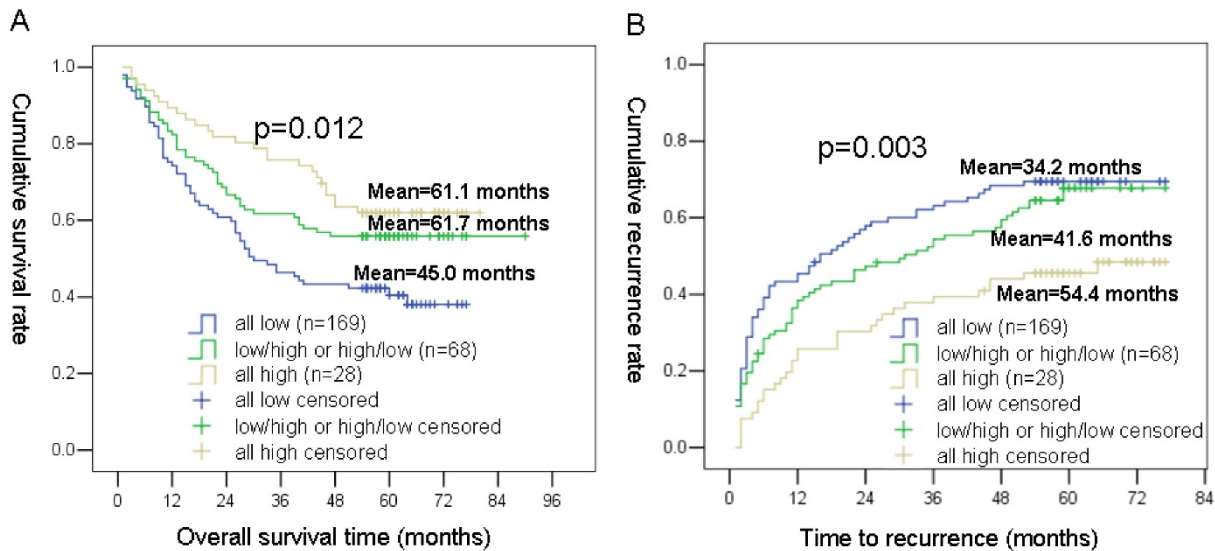 A
Cumulative survival rate
1.0
0.8
0.6
0.4
0.2
0.0
p=0.012
Mean=61.1 months
Mean=61.7 months
Mean=45.0 months
all low (n=169)
low/high or high/low (n=68)
all high (n=28)
all low censored
low/high or high/low censored
all high censored
0 12 24 36 48 60 72 84 96
Overall survival time (months)
B
Cumulative recurrence rate
1.0
0.8
0.6
0.4
0.2
0.0
p=0.003
Mean=34.2 months
Mean=41.6 months
Mean=54.4 months
all low (n=169)
low/high or high/low (n=68)
all high (n=28)
all low censored
low/high or high/low censored
all high censored
0 12 24 36 48 60 72 84
Time to recurrence (months)